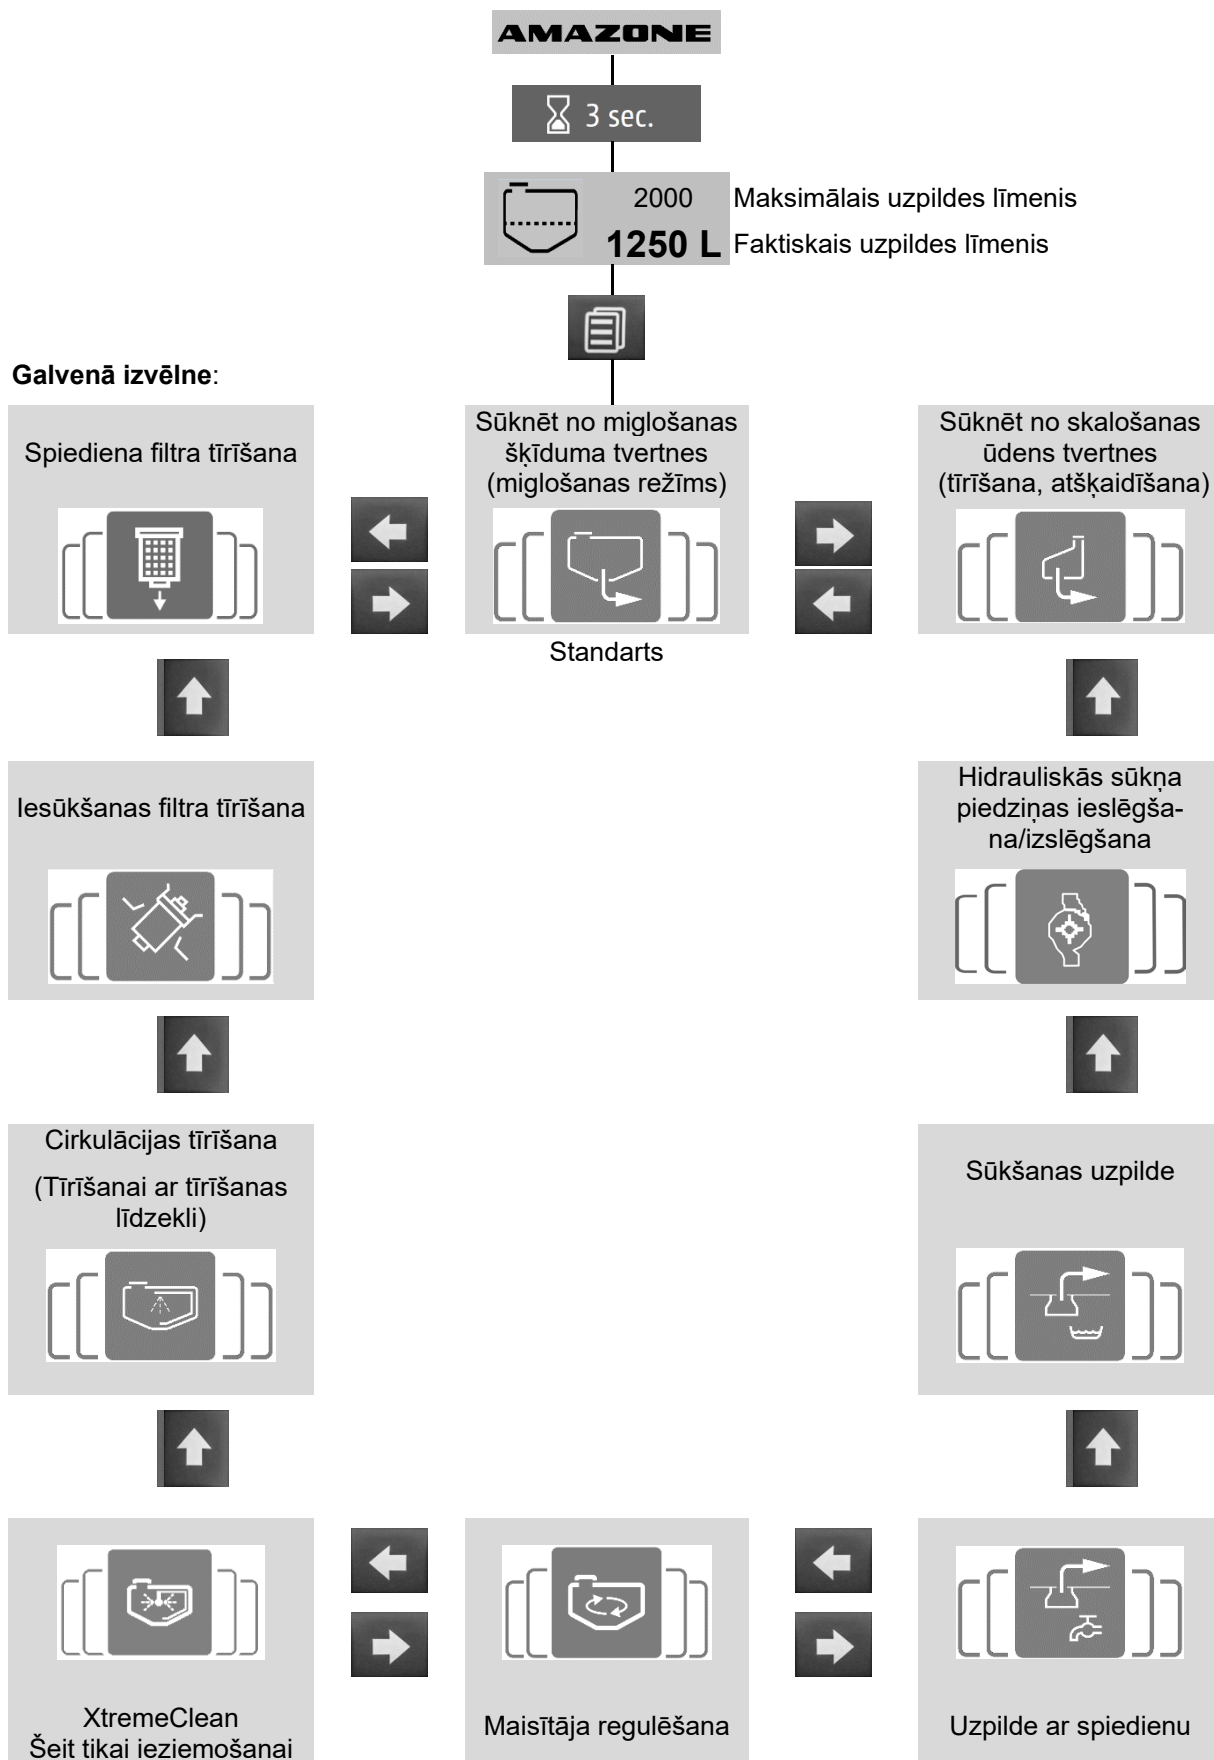 AMAZONE
3 sec.
2000 Maksimālais uzpildes līmenis
1250 L Faktiskais uzpildes līmenis
Galvenā izvēlne:
Spiediena filtra tīrīšana
Sūknēt no miglošanas
šķīduma tvertnes
(miglošanas režīms)
Standarts
Sūknēt no skalošanas
ūdens tvertnes
(tīrīšana, atšķaidīšana)
Iesūkšanas filtra tīrīšana
Hidrauliskās sūkņa
piedziņas ieslēgša-
na/izslēgšana
Cirkulācijas tīrīšana
(Tīrīšanai ar tīrīšanas
līdzekli)
Sūkšanas uzpilde
XtremeClean
Šeit tikai ieziemošanai
Maisītāja regulēšana
Uzpilde ar spiedienu